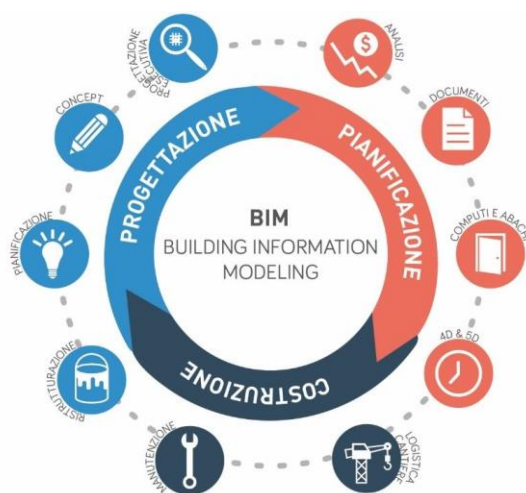 BIM
BUILDING INFORMATION
MODELING
PROGETTAZIONE
PIANIFICAZIONE
COSTRUZIONE
PROGETTAZIONE
ESECUTIVA
ANALISI
DOCUMENTI
COMPUTI E ABACHI
4D & 5D
LOGISTICA
CANTIERE
MANUTENZIONE
RISTRUTTURAZIONE
PIANIFICAZIONE
CONCEPT
$